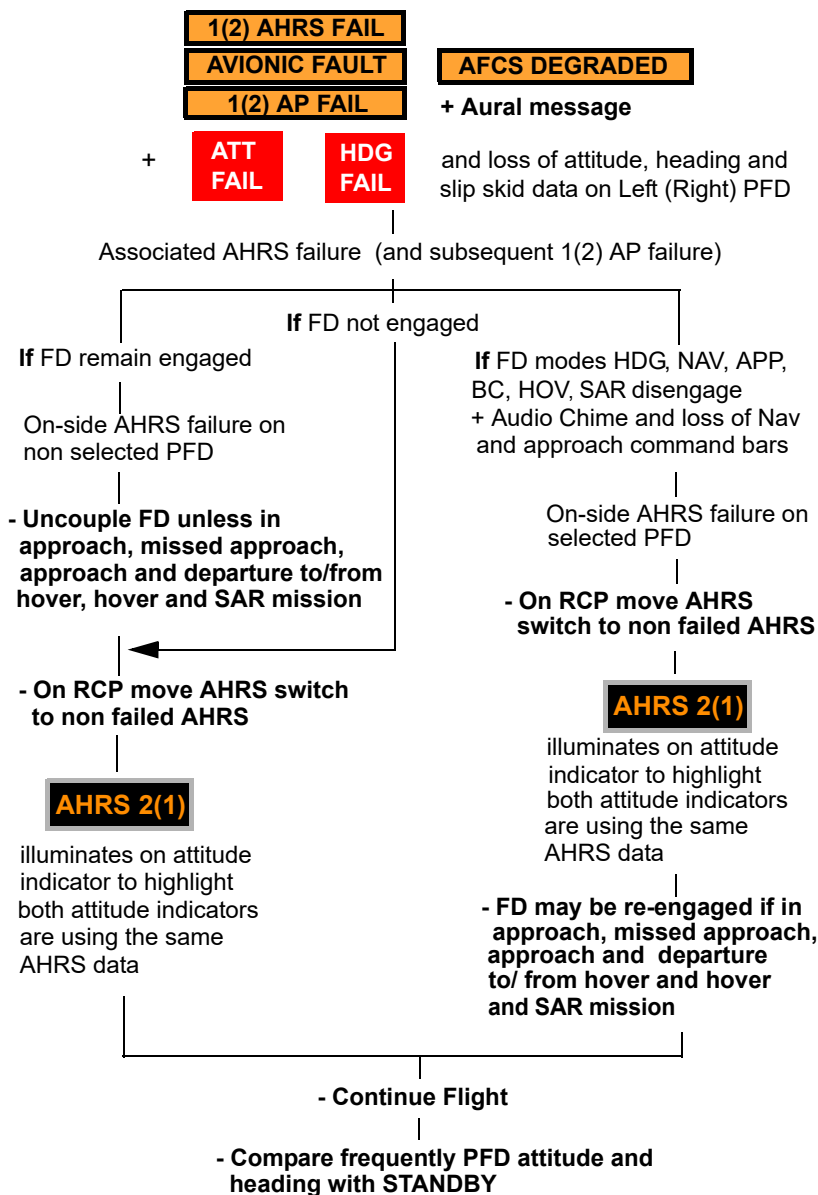 1(2) AHRS FAIL
AVIONIC FAULT
AFCS DEGRADED
1(2) AP FAIL
+ Aural message
+
ATT
FAIL
HDG
FAIL
and loss of attitude, heading and
slip skid data on Left (Right) PFD
Associated AHRS failure (and subsequent 1(2) AP failure)
If FD not engaged
If FD remain engaged
On-side AHRS failure on
non selected PFD
- Uncouple FD unless in
approach, missed approach,
approach and departure to/from
hover, hover and SAR mission
- On RCP move AHRS switch
to non failed AHRS
AHRS 2(1)
illuminates on attitude
indicator to highlight
both attitude indicators
are using the same
AHRS data
If FD modes HDG, NAV, APP,
BC, HOV, SAR disengage
+ Audio Chime and loss of Nav
and approach command bars
On-side AHRS failure on
selected PFD
- On RCP move AHRS
switch to non failed AHRS
AHRS 2(1)
illuminates on attitude
indicator to highlight
both attitude indicators
are using the same
AHRS data
- FD may be re-engaged if in
approach, missed approach,
approach and departure
to/ from hover and hover
and SAR mission
- Continue Flight
- Compare frequently PFD attitude and
heading with STANDBY